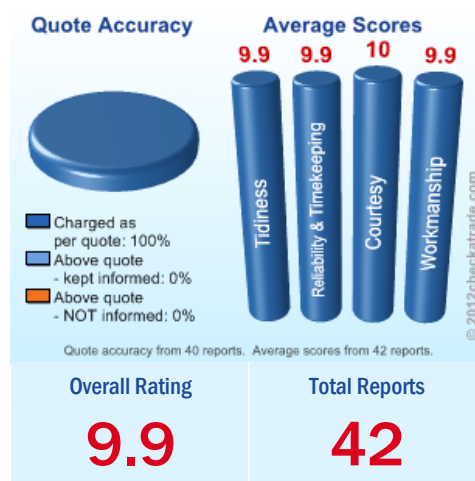 Quote Accuracy
Charged as
per quote: 100%
Above quote
- kept informed: 0%
Above quote
- NOT informed: 0%
Average Scores
9.9 9.9 10 9.9
Tidiness
Reliability & Timekeeping
Courtesy
Workmanship
© 2012checkatrade.com
Quote accuracy from 40 reports. Average scores from 42 reports.
Overall Rating
9.9
Total Reports
42